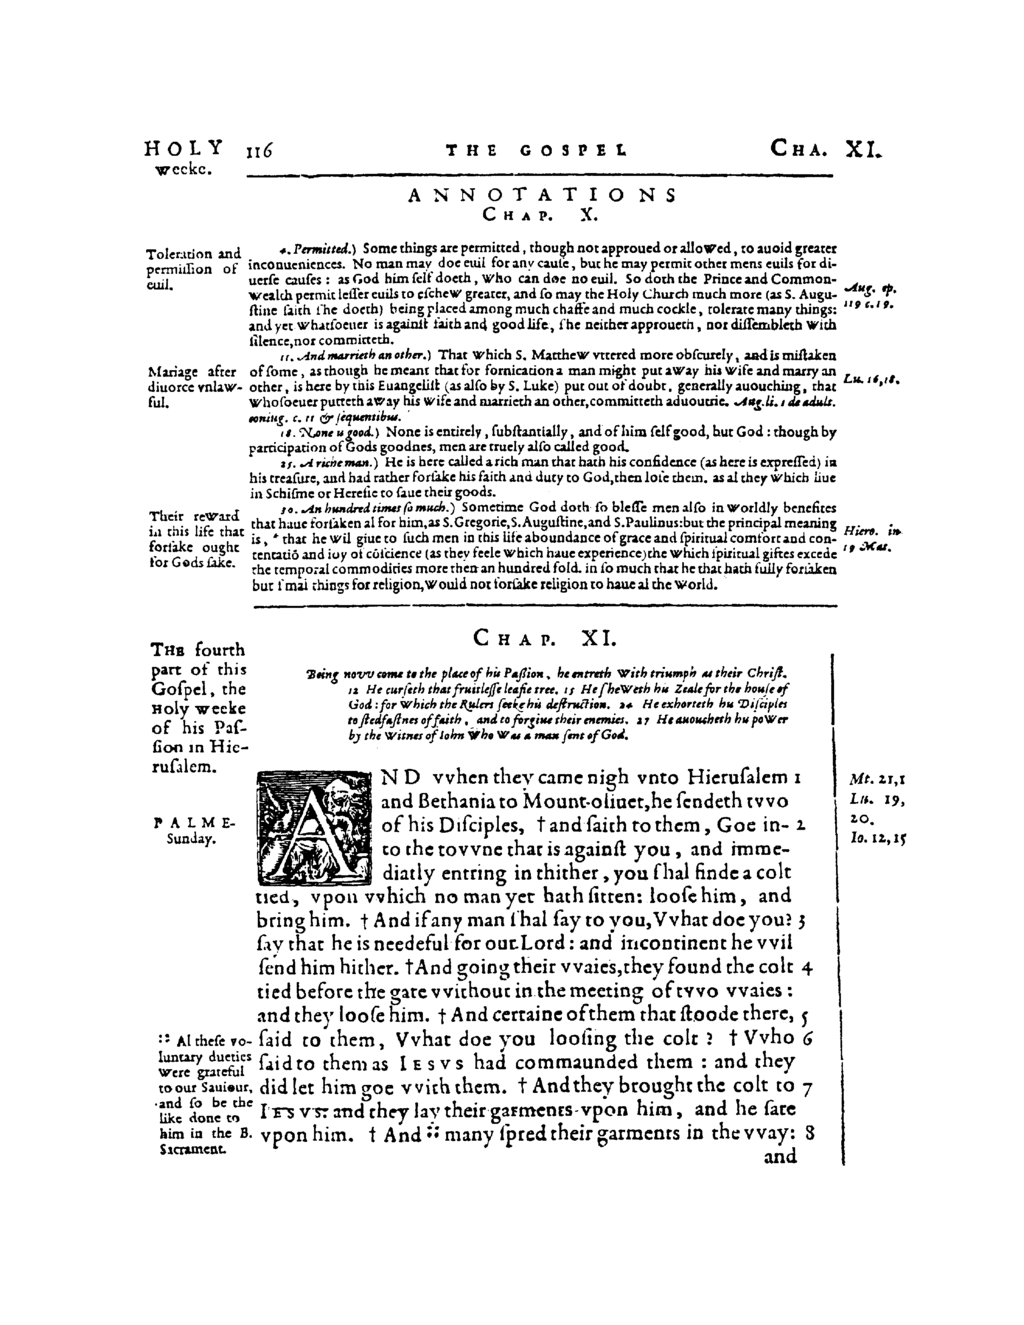 HOLY weeke. 116 THE GOSPEL CHA. XI.
ANNOTATIONS
CHAP. X.
Toleration and
permiſſion of
euil.
4. Permitted.) Some things are permitted, though not approued or allowed, to auoid greater
inconueniences. No man may doe euil for any cauſe, but he may permit other mens euils for di-
uerſe cauſes: as God him ſelf doeth, who can doe no euil. So doth the Prince and Common-
wealth permit leſſer euils to eſchew greater, and ſo may the Holy Church much more (as S. Augu-
ſtine ſaith ſhe doeth) being placed among much chaffe and much cockle, tolerate many things:
and yet whatſoeuer is againſt faith and good life, ſhe neither approueth, nor diſſembleth with
ſilence, nor committeth.
Aug. ep.
119 c. 19.
Mariage after
diuorce vnlaw-
ful.
11. And marrieth an other.) That which S. Matthew vttered more obſcurely, and is miſtaken
of ſome, as though he meant that for fornication a man might put away his wife and marry an
other, is here by this Euangeliſt (as alſo by S. Luke) put out of doubt, generally auouching, that
whoſoeuer putteth away his wife and marrieth an other, committeth aduoutrie. Aug. li. 1 de adult.
coniug. c. 11 & ſequentibus.
Lu. 16,18.
18. None is good.) None is entirely, ſubſtantially, and of him ſelf good, but God: though by
participation of Gods goodnes, men are truely alſo called good.
25. A riche man.) He is here called a rich man that hath his confidence (as here is expreſſed) in
his treaſure, and had rather forſake his faith and duty to God, then loſe them. as al they which liue
in Schiſme or Hereſie to ſaue their goods.
Their reward
in this life that
forſake ought
for Gods ſake.
30. An hundred times ſo much.) Sometime God doth ſo bleſſe men alſo in worldly benefites
that haue forſaken al for him, as S. Gregorie, S. Auguſtine, and S. Paulinus: but the principal meaning
is, * that he wil giue to ſuch men in this life aboundance of grace and ſpiritual comfort and con-
tentatiō and ioy of cōſcience (as they feele which haue experience) the which ſpiritual giftes excede
the temporal commodities more then an hundred fold. in ſo much that he that hath fully forſaken
but ſmal things for religion, would not forſake religion to haue al the world.
Hiero. in
19 Mat.
CHAP. XI.
THE fourth
part of this
Goſpel, the
Holy weeke
of his Paſ-
ſion in Hie-
ruſalem.
Being novv come to the place of his Paſſion, he entreth with triumph as their Chriſt.
12 He curſeth that fruitleſſe leaſie tree. 15 He ſheweth his zeale for the houſe of
God: for which the Rulers ſeeke his deſtruction. 24 He exhorteth his Diſciples
to ſtedfaſtnes of faith, and to forgiue their enemies. 27 He auoucheth his power
by the witnes of Iohn who was a man ſent of God.
PALME-
Sunday.
AND vvhen they came nigh vnto Hieruſalem 1
and Bethania to Mount-oliuet, he ſendeth tvvo
of his Diſciples, † and ſaith to them, Goe in- 2
to the tovvne that is againſt you, and imme-
diatly entring in thither, you ſhal finde a colt
tied, vpon vvhich no man yet hath ſitten: looſe him, and
bring him. † And if any man ſhal ſay to you, Vvhat doe you? 3
ſay that he is needeful for our Lord: and incontinent he vvil
ſend him hither. † And going their vvaies, they found the colt 4
tied before the gate vvithout in the meeting of tvvo vvaies:
and they looſe him. † And certaine of them that ſtoode there, 5
ſaid to them, Vvhat doe you looſing the colt? † Vvho 6
ſaid to them as IESVS had commaunded them: and they
did let him goe vvith them. † And they brought the colt to 7
IESVS: and they lay their garments vpon him, and he ſate
vpon him. † And :: many ſpred their garments in the vvay: 8
and
Mt. 21,1
Lu. 19,
20.
Io. 12,15
:: Al theſe vo-
luntary dueties
were grateful
to our Sauiour,
and ſo be the
like done to
him in the B.
Sacrament.